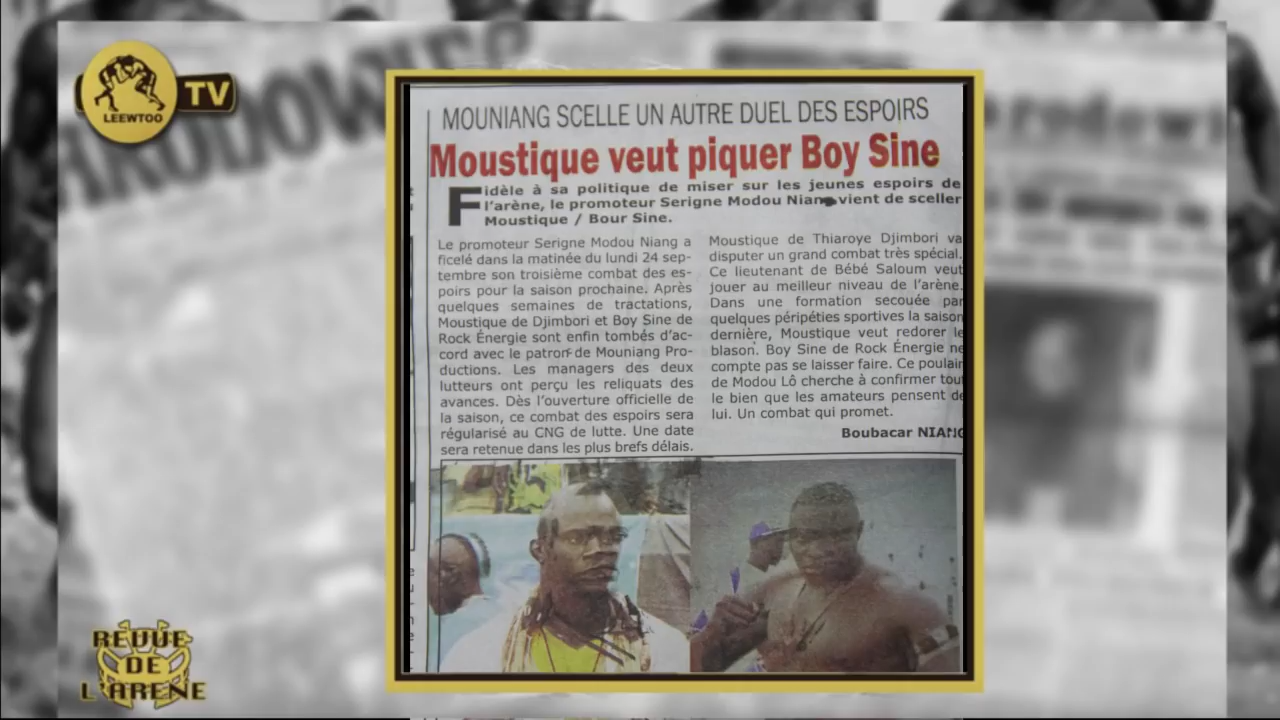 LEEWTOO
TV
MOUNIANG SCELLE UN AUTRE DUEL DES ESPOIRS
Moustique veut piquer Boy Sine
Fidèle à sa politique de miser sur les jeunes espoirs de
l'arène, le promoteur Serigne Modou Niang vient de sceller
Moustique / Bour Sine.
Le promoteur Serigne Modou Niang a
ficelé dans la matinée du lundi 24 sep-
tembre son troisième combat des es-
poirs pour la saison prochaine. Après
quelques semaines de tractations,
Moustique de Djimbori et Boy Sine de
Rock Énergie sont enfin tombés d'ac-
cord avec le patron de Mouniang Pro-
ductions. Les managers des deux
lutteurs ont perçu les reliquats des
avances. Dès l'ouverture officielle de
la saison, ce combat des espoirs sera
régularisé au CNG de lutte. Une date
sera retenue dans les plus brefs délais.
Moustique de Thiaroye Djimbori va
disputer un grand combat très spécial.
Ce lieutenant de Bébé Saloum veut
jouer au meilleur niveau de l'arène.
Dans une formation secouée par
quelques péripéties sportives la saison
dernière, Moustique veut redorer le
blason. Boy Sine de Rock Énergie ne
compte pas se laisser faire. Ce poulain
de Modou Lô cherche à confirmer tout
le bien que les amateurs pensent de
lui. Un combat qui promet.
Boubacar NIANG
REVUE
DE
L'ARENE